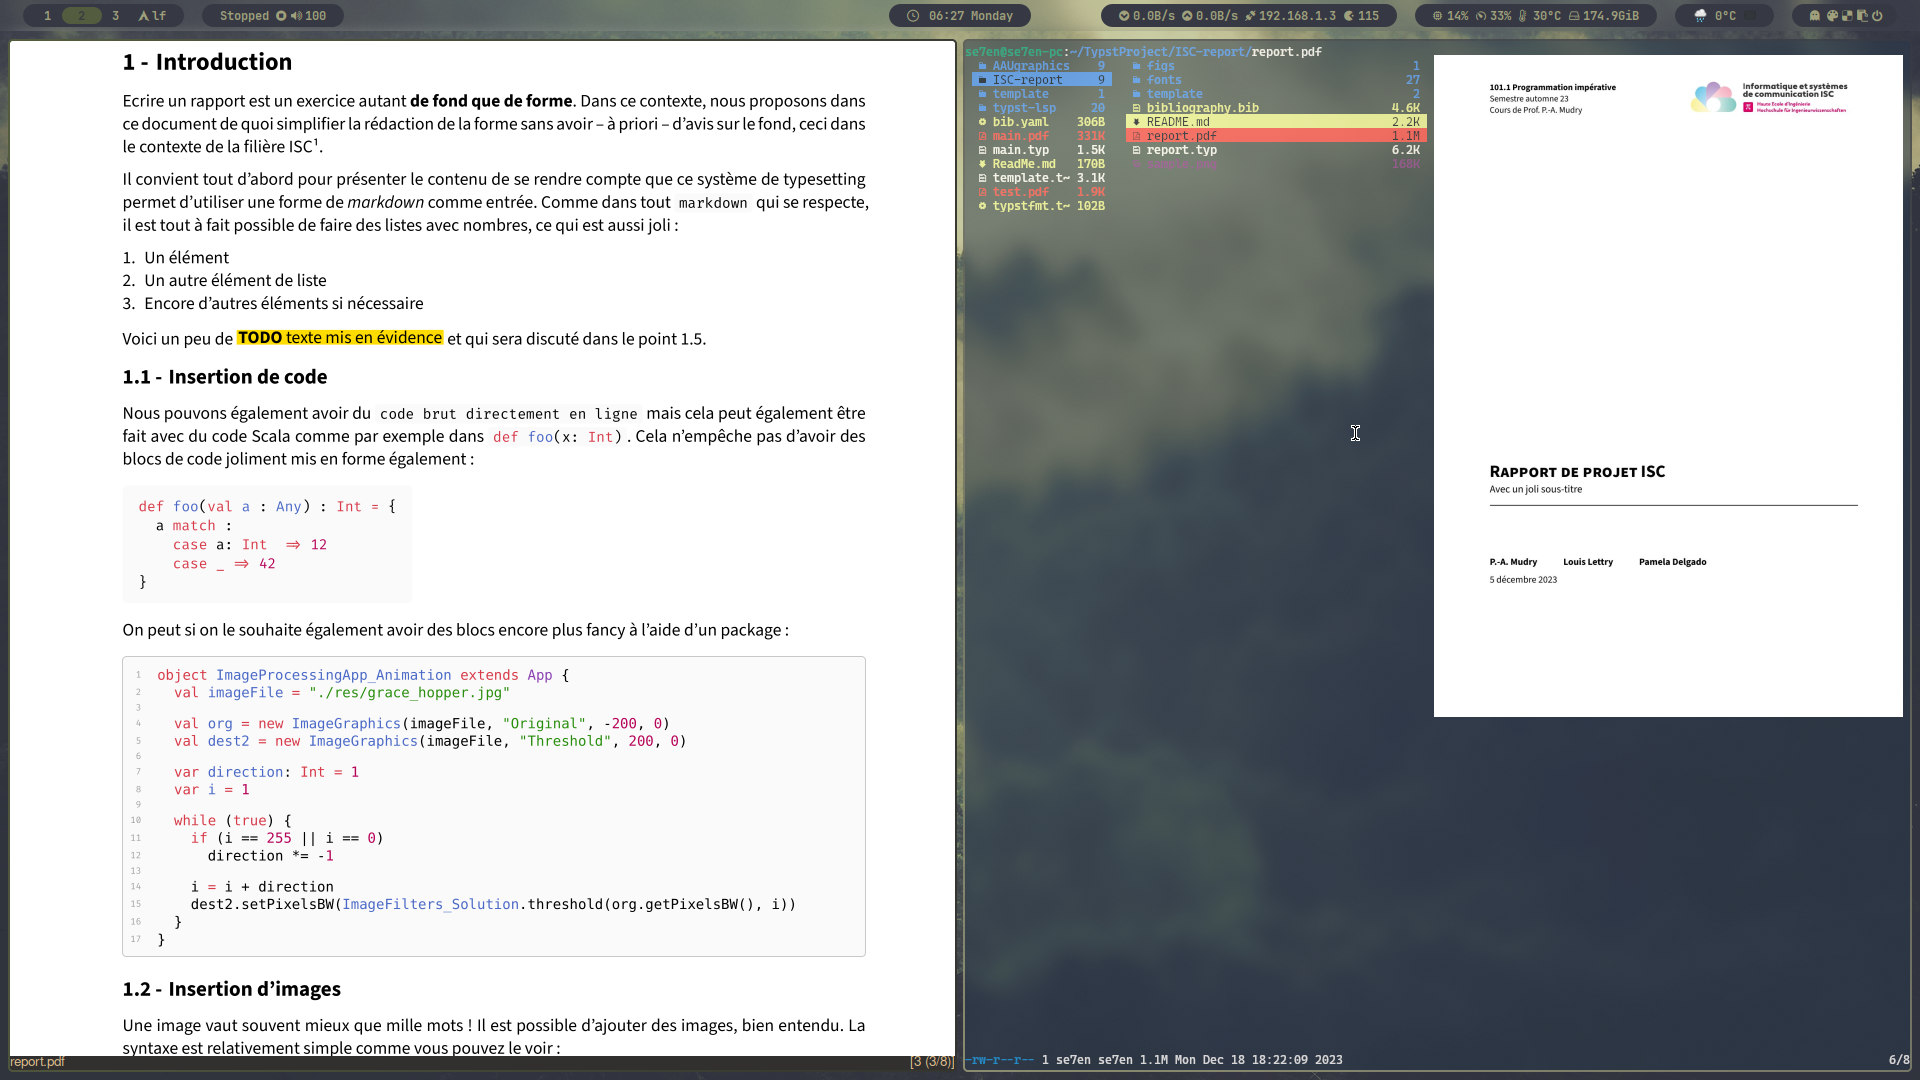 1 2 3 lf
Stopped 100
06:27 Monday
0.0B/s 0.0B/s 192.168.1.3 115
14% 33% 30°C 174.9GiB
0°C
1 - Introduction
Ecrire un rapport est un exercice autant de fond que de forme. Dans ce contexte, nous proposons dans
ce document de quoi simplifier la rédaction de la forme sans avoir – à priori – d’avis sur le fond, ceci dans
le contexte de la filière ISC¹.
Il convient tout d’abord pour présenter le contenu de se rendre compte que ce système de typesetting
permet d’utiliser une forme de markdown comme entrée. Comme dans tout markdown qui se respecte,
il est tout à fait possible de faire des listes avec nombres, ce qui est aussi joli :
1. Un élément
2. Un autre élément de liste
3. Encore d’autres éléments si nécessaire
Voici un peu de TODO texte mis en évidence et qui sera discuté dans le point 1.5.
1.1 - Insertion de code
Nous pouvons également avoir du code brut directement en ligne mais cela peut également être
fait avec du code Scala comme par exemple dans def foo(x: Int) . Cela n’empêche pas d’avoir des
blocs de code joliment mis en forme également :
def foo(val a : Any) : Int = {
a match :
case a: Int ⇒ 12
case _ ⇒ 42
}
On peut si on le souhaite également avoir des blocs encore plus fancy à l’aide d’un package :
1 object ImageProcessingApp_Animation extends App {
2 val imageFile = "./res/grace_hopper.jpg"
3
4 val org = new ImageGraphics(imageFile, "Original", -200, 0)
5 val dest2 = new ImageGraphics(imageFile, "Threshold", 200, 0)
6
7 var direction: Int = 1
8 var i = 1
9
10 while (true) {
11 if (i == 255 || i == 0)
12 direction *= -1
13
14 i = i + direction
15 dest2.setPixelsBW(ImageFilters_Solution.threshold(org.getPixelsBW(), i))
16 }
17 }
1.2 - Insertion d’images
Une image vaut souvent mieux que mille mots ! Il est possible d’ajouter des images, bien entendu. La
syntaxe est relativement simple comme vous pouvez le voir :
report.pdf [3 (3/8)]
se7en@se7en-pc:~/TypstProject/ISC-report/report.pdf
AAUgraphics 9
ISC-report 9
template 1
typst-lsp 20
bib.yaml 306B
main.pdf 331K
main.typ 1.5K
ReadMe.md 170B
template.t~ 3.1K
test.pdf 1.9K
typstfmt.t~ 102B
figs 1
fonts 27
template 2
bibliography.bib 4.6K
README.md 2.2K
report.pdf 1.1M
report.typ 6.2K
168K
101.1 Programmation impérative
Semestre automne 23
Cours de Prof. P.-A. Mudry
Informatique et systèmes
de communication ISC
Haute Ecole d'Ingénierie
Hochschule für Ingenieurwissenschaften
RAPPORT DE PROJET ISC
Avec un joli sous-titre
P.-A. Mudry Louis Lettry Pamela Delgado
5 décembre 2023
-rw-r--r-- 1 se7en se7en 1.1M Mon Dec 18 18:22:09 2023 6/8